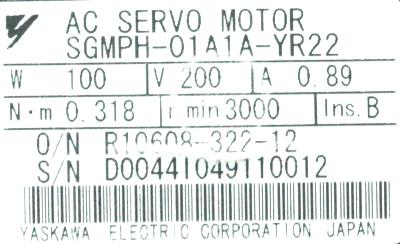 AC SERVO MOTOR
SGMPH-01A1A-YR22
W 100 V 200 A 0.89
N·m 0.318 r min 3000 Ins. B
O/N R10608-322-12
S/N D00441049110012
YASKAWA ELECTRIC CORPORATION JAPAN